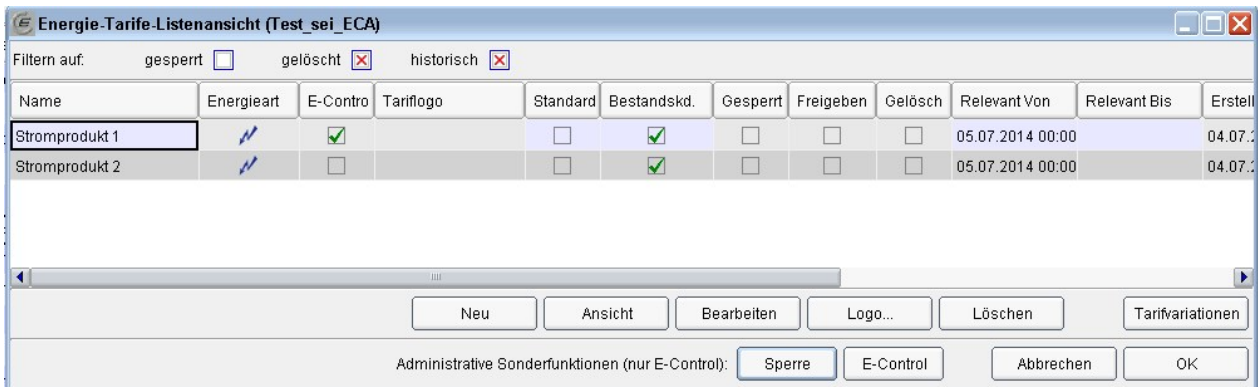 Energie-Tarife-Listenansicht (Test_sei_ECA)
Filtern auf: gesperrt gelöscht historisch
Name Energieart E-Contro Tariflogo Standard Bestandskd. Gesperrt Freigeben Gelösch Relevant Von Relevant Bis Erstell
Stromprodukt 1 05.07.2014 00:00 04.07.2
Stromprodukt 2 05.07.2014 00:00 04.07.2
Neu Ansicht Bearbeiten Logo... Löschen Tarifvariationen
Administrative Sonderfunktionen (nur E-Control): Sperre E-Control Abbrechen OK